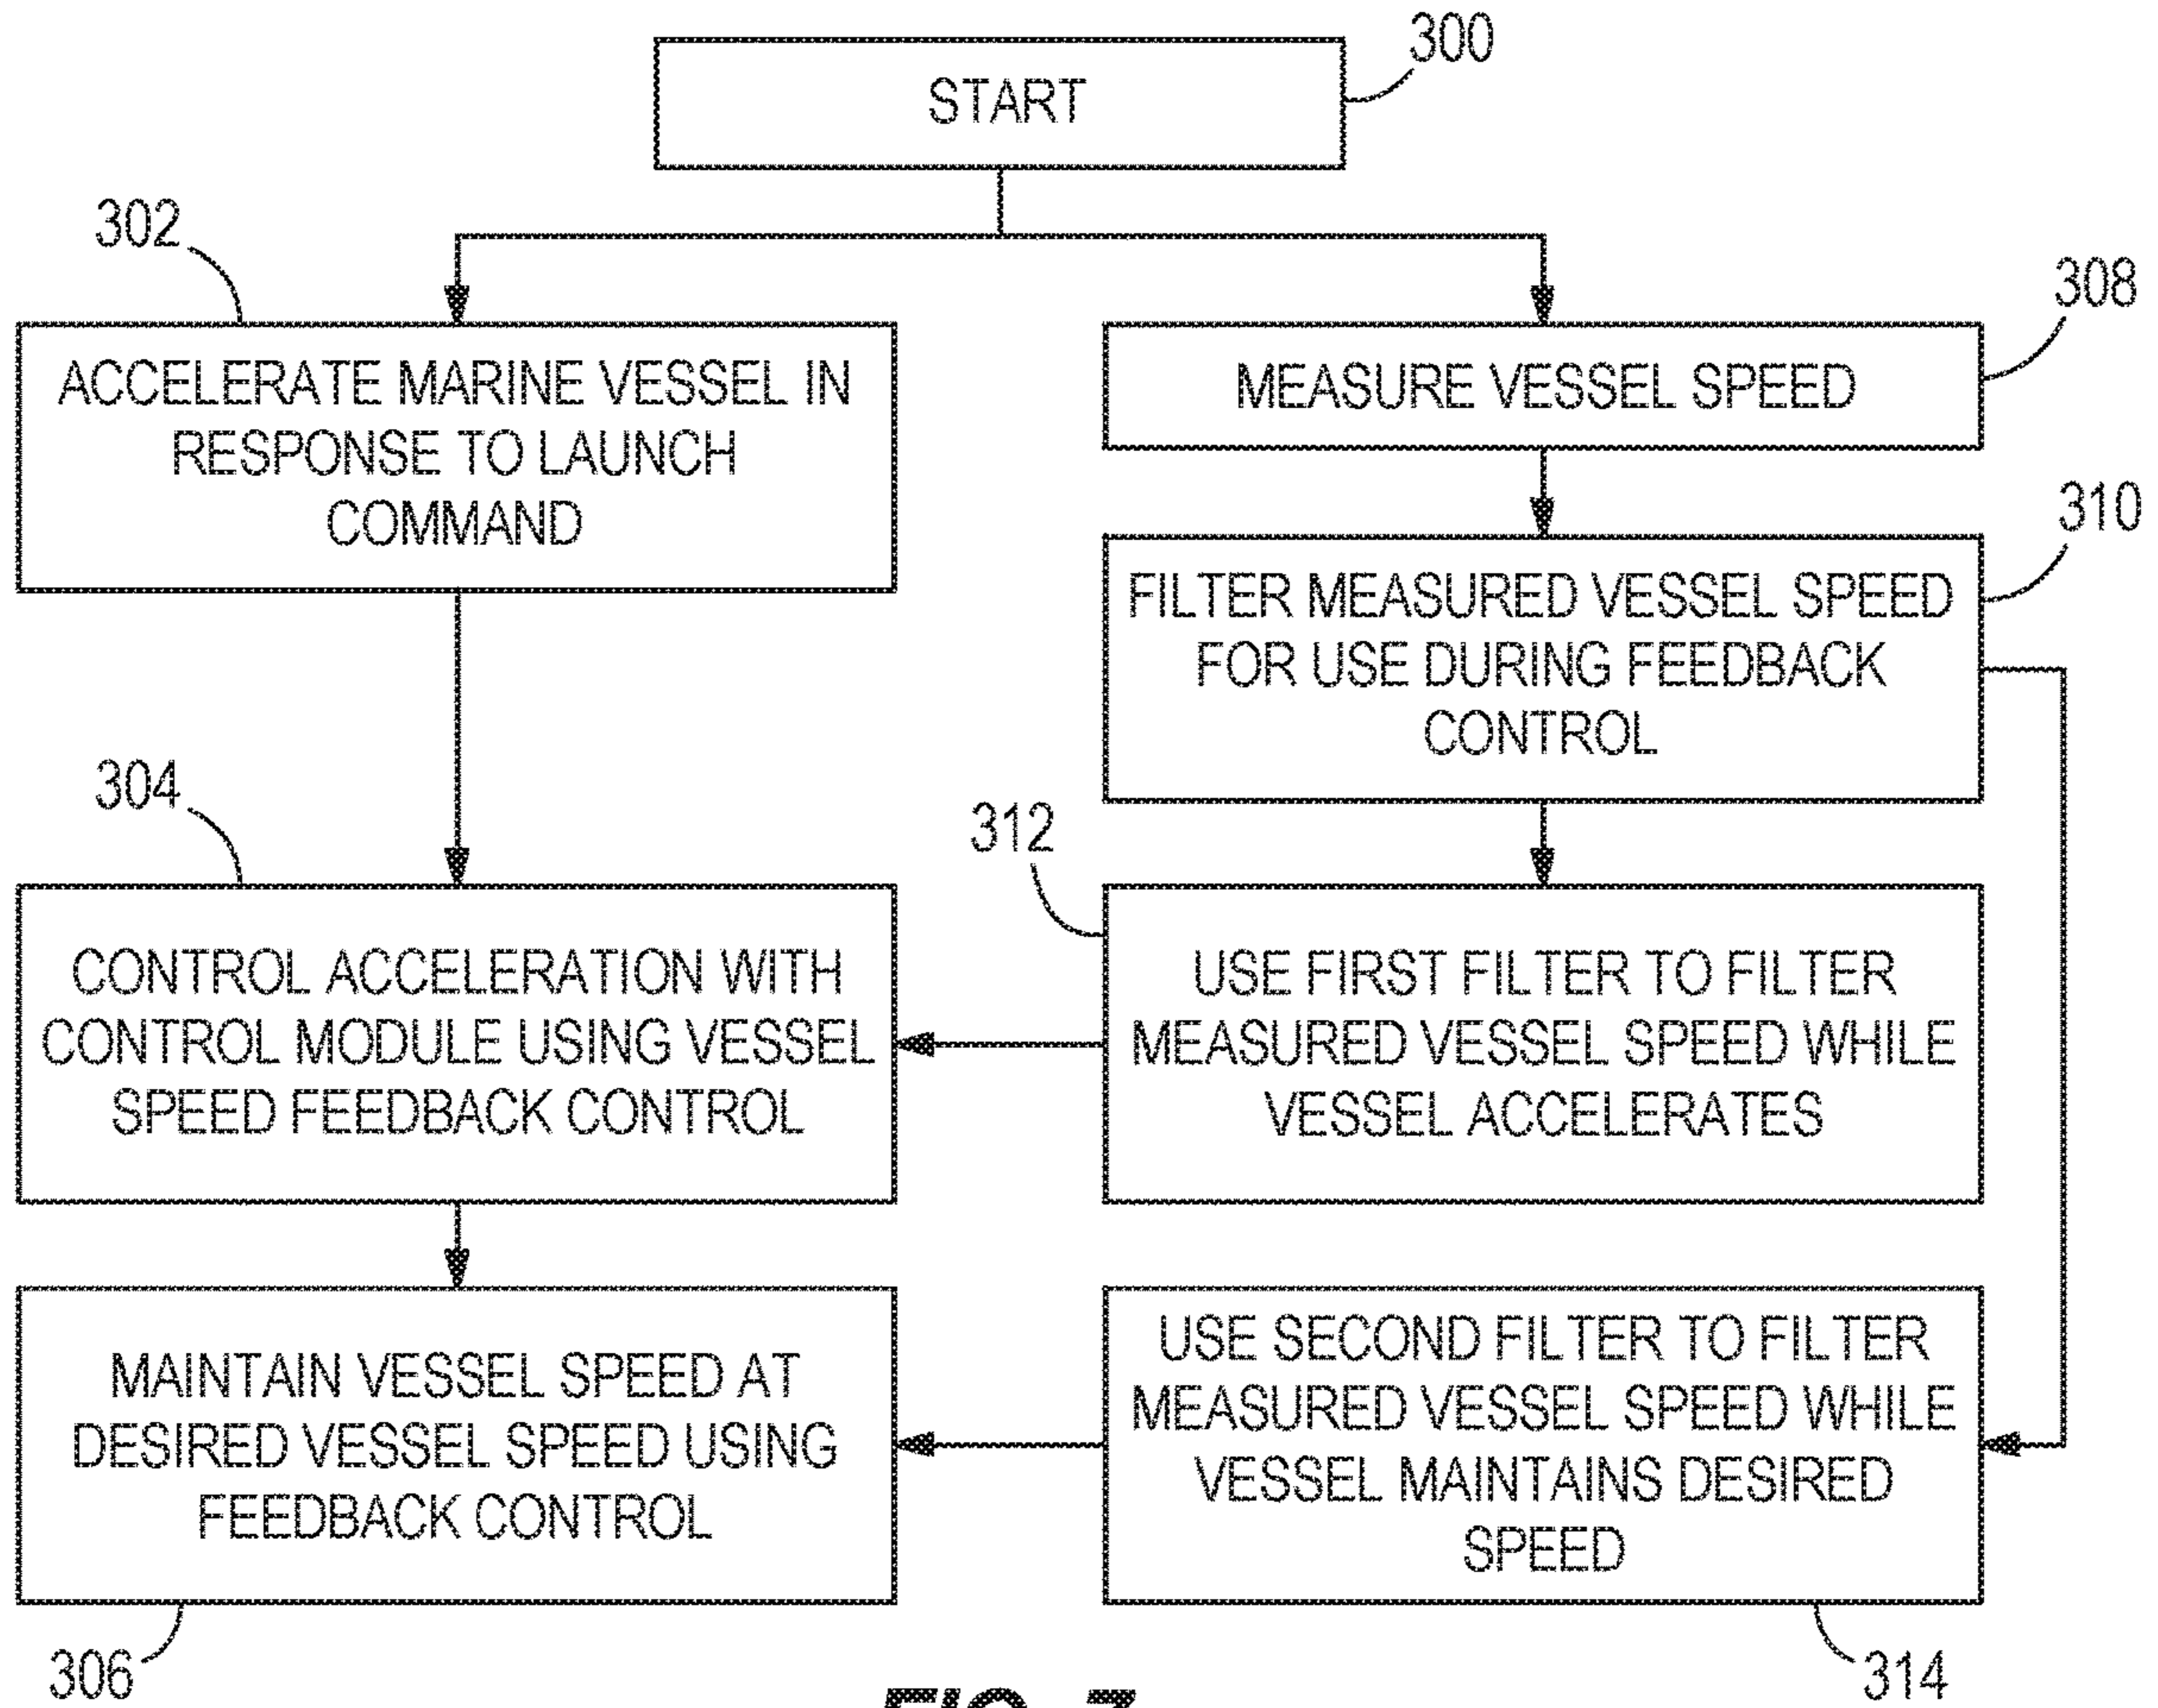 300
START
302
308
ACCELERATE MARINE VESSEL IN
RESPONSE TO LAUNCH
COMMAND
MEASURE VESSEL SPEED
310
FILTER MEASURED VESSEL SPEED
FOR USE DURING FEEDBACK
CONTROL
304
312
CONTROL ACCELERATION WITH
CONTROL MODULE USING VESSEL
SPEED FEEDBACK CONTROL
USE FIRST FILTER TO FILTER
MEASURED VESSEL SPEED WHILE
VESSEL ACCELERATES
MAINTAIN VESSEL SPEED AT
DESIRED VESSEL SPEED USING
FEEDBACK CONTROL
USE SECOND FILTER TO FILTER
MEASURED VESSEL SPEED WHILE
VESSEL MAINTAINS DESIRED
SPEED
306
314